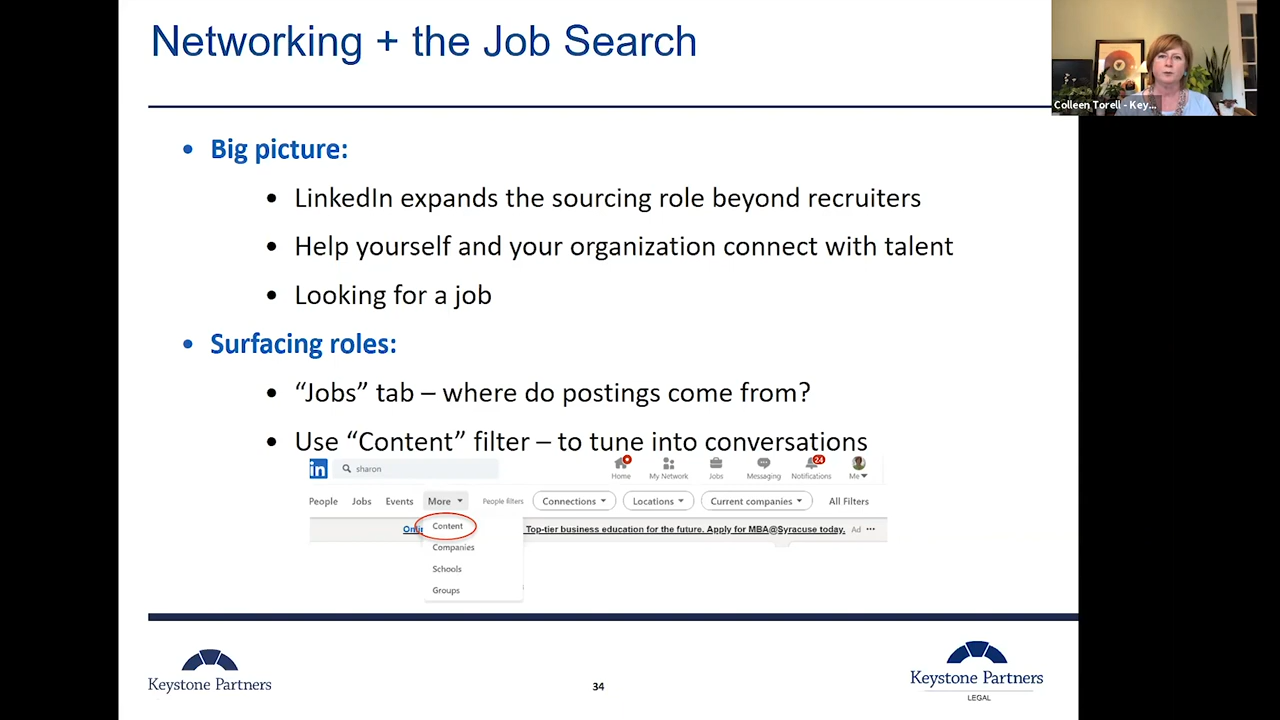 Networking + the Job Search
Colleen Torell - Key...
• Big picture:
• LinkedIn expands the sourcing role beyond recruiters
• Help yourself and your organization connect with talent
• Looking for a job
• Surfacing roles:
• “Jobs” tab – where do postings come from?
• Use “Content” filter – to tune into conversations
in sharon
24
Home My Network Jobs Messaging Notifications Me
People Jobs Events More People filters Connections Locations Current companies All Filters
Top-tier business education for the future. Apply for MBA@Syracuse today. Ad ...
Content
Companies
Schools
Groups
Keystone Partners
34
Keystone Partners
LEGAL